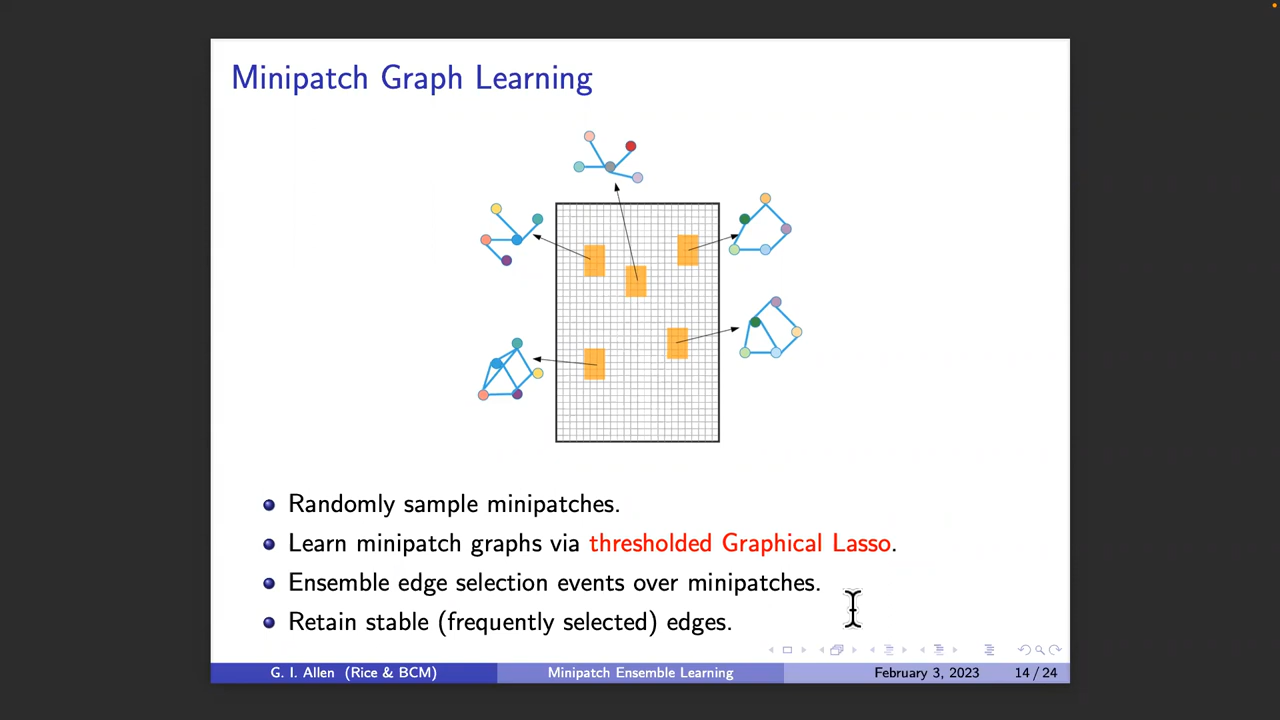 Minipatch Graph Learning
Randomly sample minipatches.
Learn minipatch graphs via thresholded Graphical Lasso.
Ensemble edge selection events over minipatches.
Retain stable (frequently selected) edges.
G. I. Allen (Rice & BCM) Minipatch Ensemble Learning February 3, 2023 14 / 24